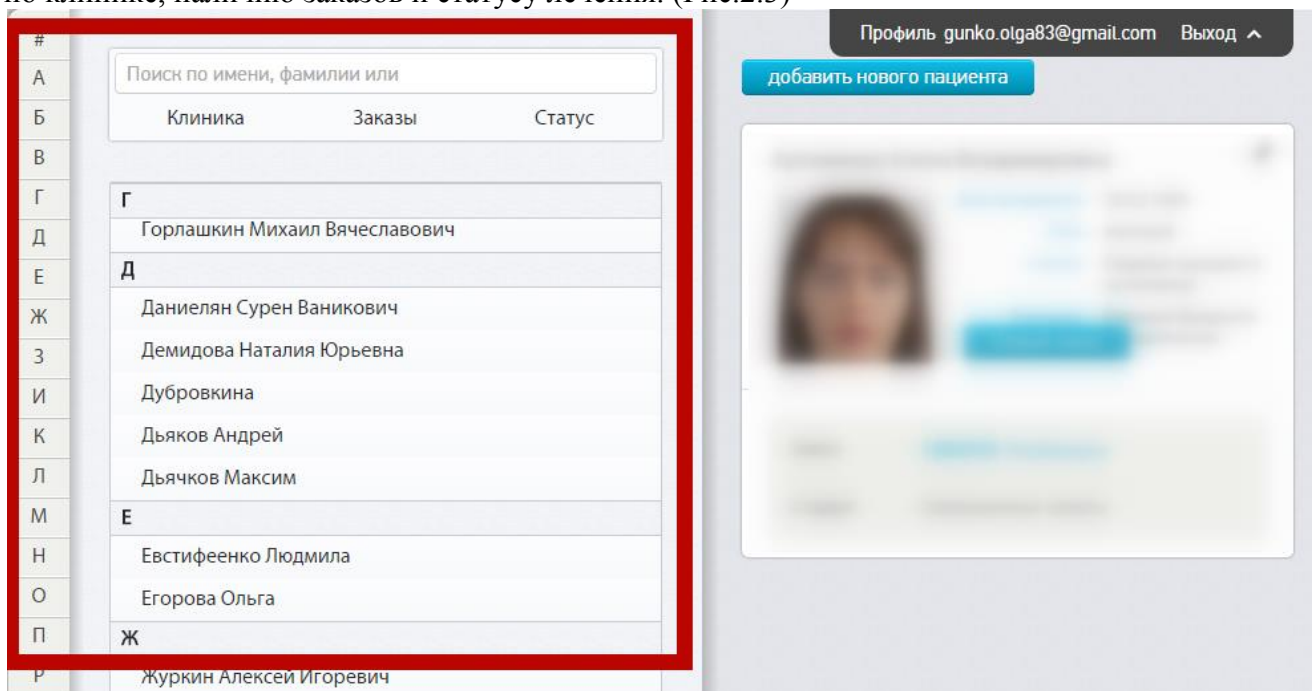 по клинике, наличию заказов и статусу лечения. (Рис.2.3)
#
А
Б
В
Г
Д
Е
Ж
З
И
К
Л
М
Н
О
П
Р
Поиск по имени, фамилии или
Клиника Заказы Статус
Г
Горлашкин Михаил Вячеславович
Д
Даниелян Сурен Ваникович
Демидова Наталия Юрьевна
Дубровкина
Дьяков Андрей
Дьячков Максим
Е
Евстифеенко Людмила
Егорова Ольга
Ж
Журкин Алексей Игоревич
Профиль gunko.olga83@gmail.com Выход
добавить нового пациента